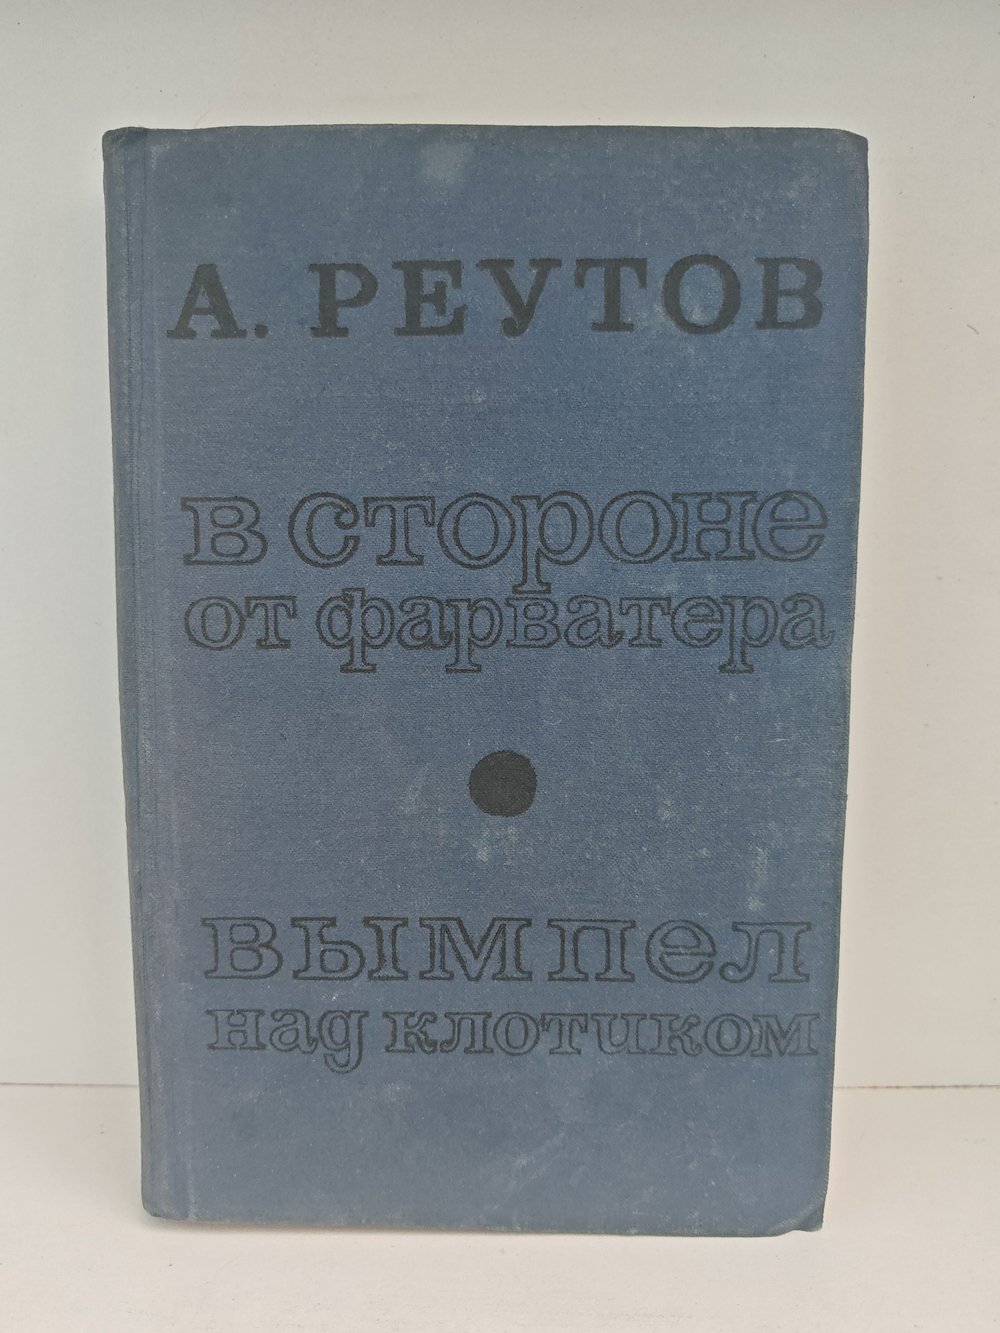 А. РЕУТОВ
в стороне
от фарватера
вымпел
над клотиком